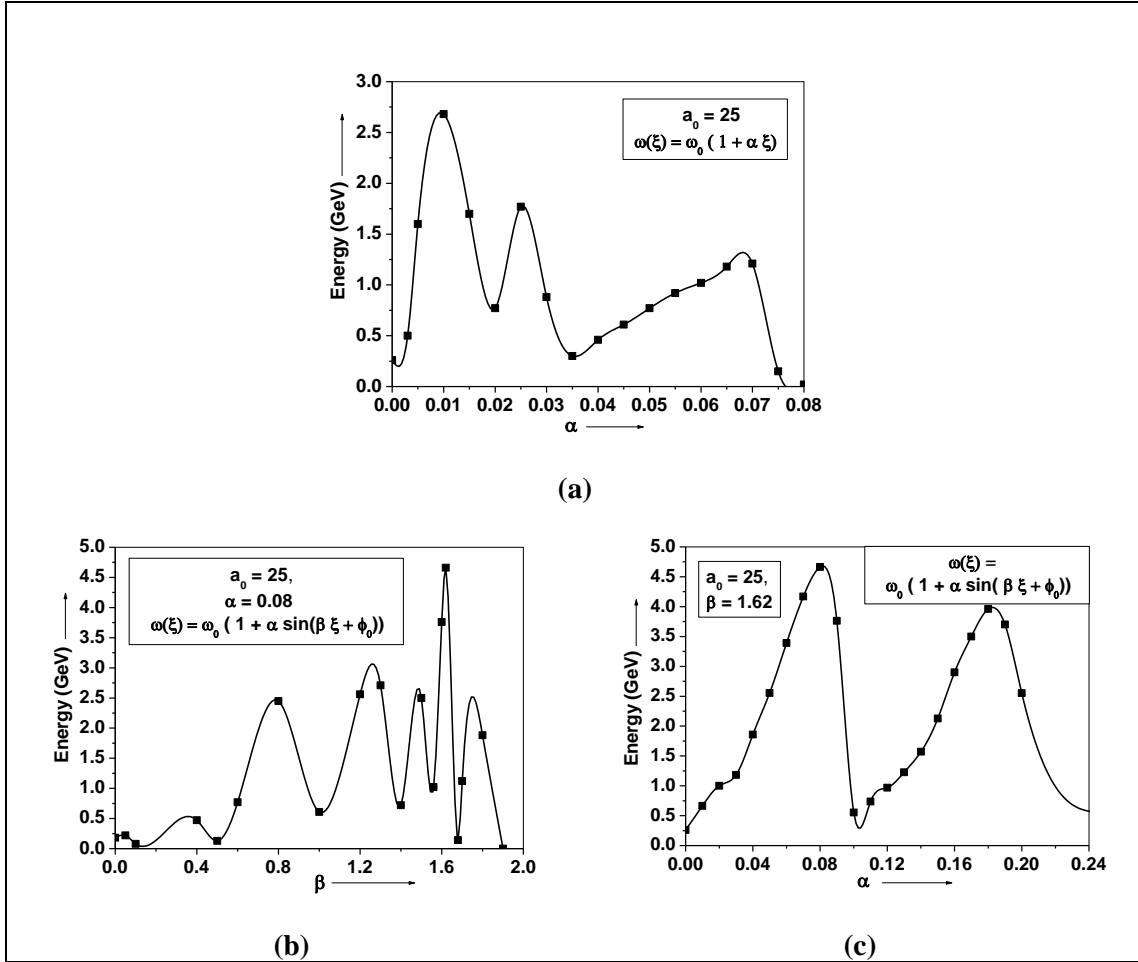 3.0
2.5
2.0
1.5
1.0
0.5
0.0
Energy (GeV)
a₀ = 25
ω(ξ) = ω₀ ( 1 + α ξ)
0.00 0.01 0.02 0.03 0.04 0.05 0.06 0.07 0.08
α
(a)
5.0
4.5
4.0
3.5
3.0
2.5
2.0
1.5
1.0
0.5
0.0
Energy (GeV)
a₀ = 25,
α = 0.08
ω(ξ) = ω₀ ( 1 + α sin(β ξ + ϕ₀))
0.0 0.4 0.8 1.2 1.6 2.0
β
(b)
5.0
4.5
4.0
3.5
3.0
2.5
2.0
1.5
1.0
0.5
0.0
Energy (GeV)
a₀ = 25,
β = 1.62
ω(ξ) =
ω₀ ( 1 + α sin( β ξ + ϕ₀))
0.00 0.04 0.08 0.12 0.16 0.20 0.24
α
(c)